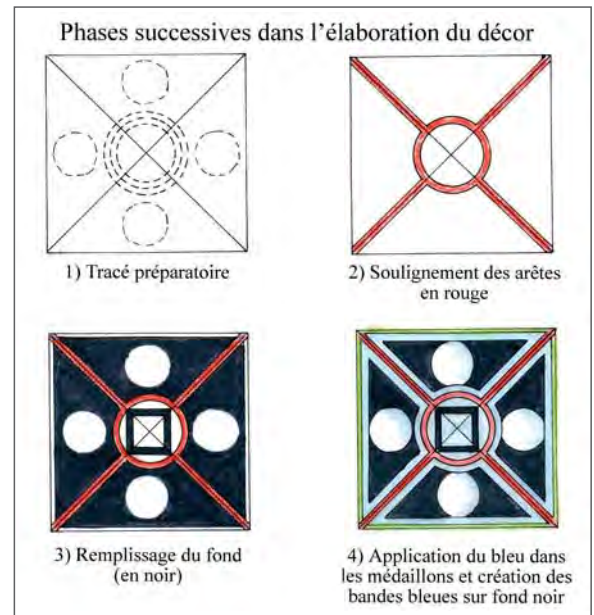 Phases successives dans l'élaboration du décor
1) Tracé préparatoire
2) Soulignement des arêtes
en rouge
3) Remplissage du fond
(en noir)
4) Application du bleu dans
les médaillons et création des
bandes bleues sur fond noir